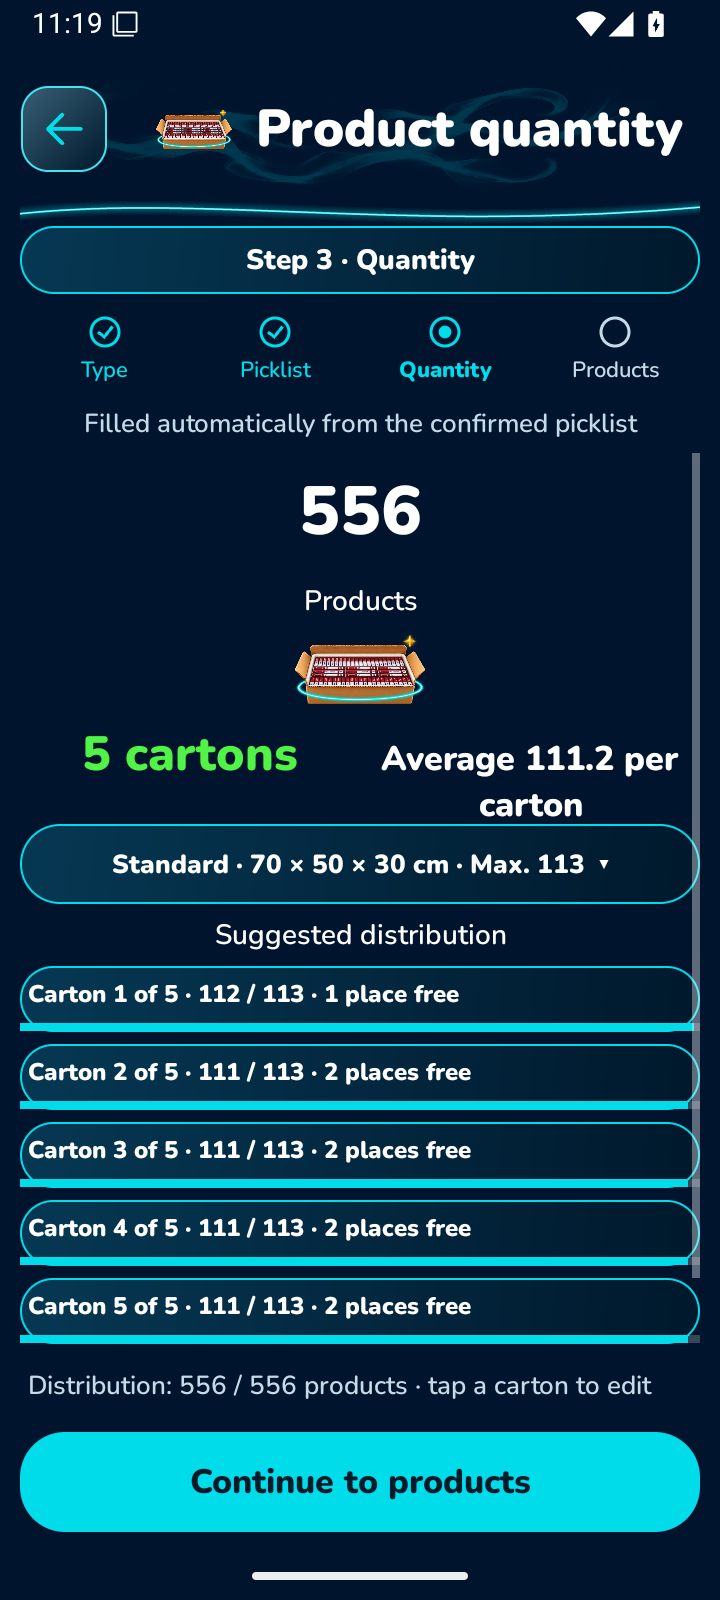 11:19
Product quantity
Step 3 · Quantity
Type
Picklist
Quantity
Products
Filled automatically from the confirmed picklist
556
Products
5 cartons
Average 111.2 per
carton
Standard · 70 × 50 × 30 cm · Max. 113 ▼
Suggested distribution
Carton 1 of 5 · 112 / 113 · 1 place free
Carton 2 of 5 · 111 / 113 · 2 places free
Carton 3 of 5 · 111 / 113 · 2 places free
Carton 4 of 5 · 111 / 113 · 2 places free
Carton 5 of 5 · 111 / 113 · 2 places free
Distribution: 556 / 556 products · tap a carton to edit
Continue to products